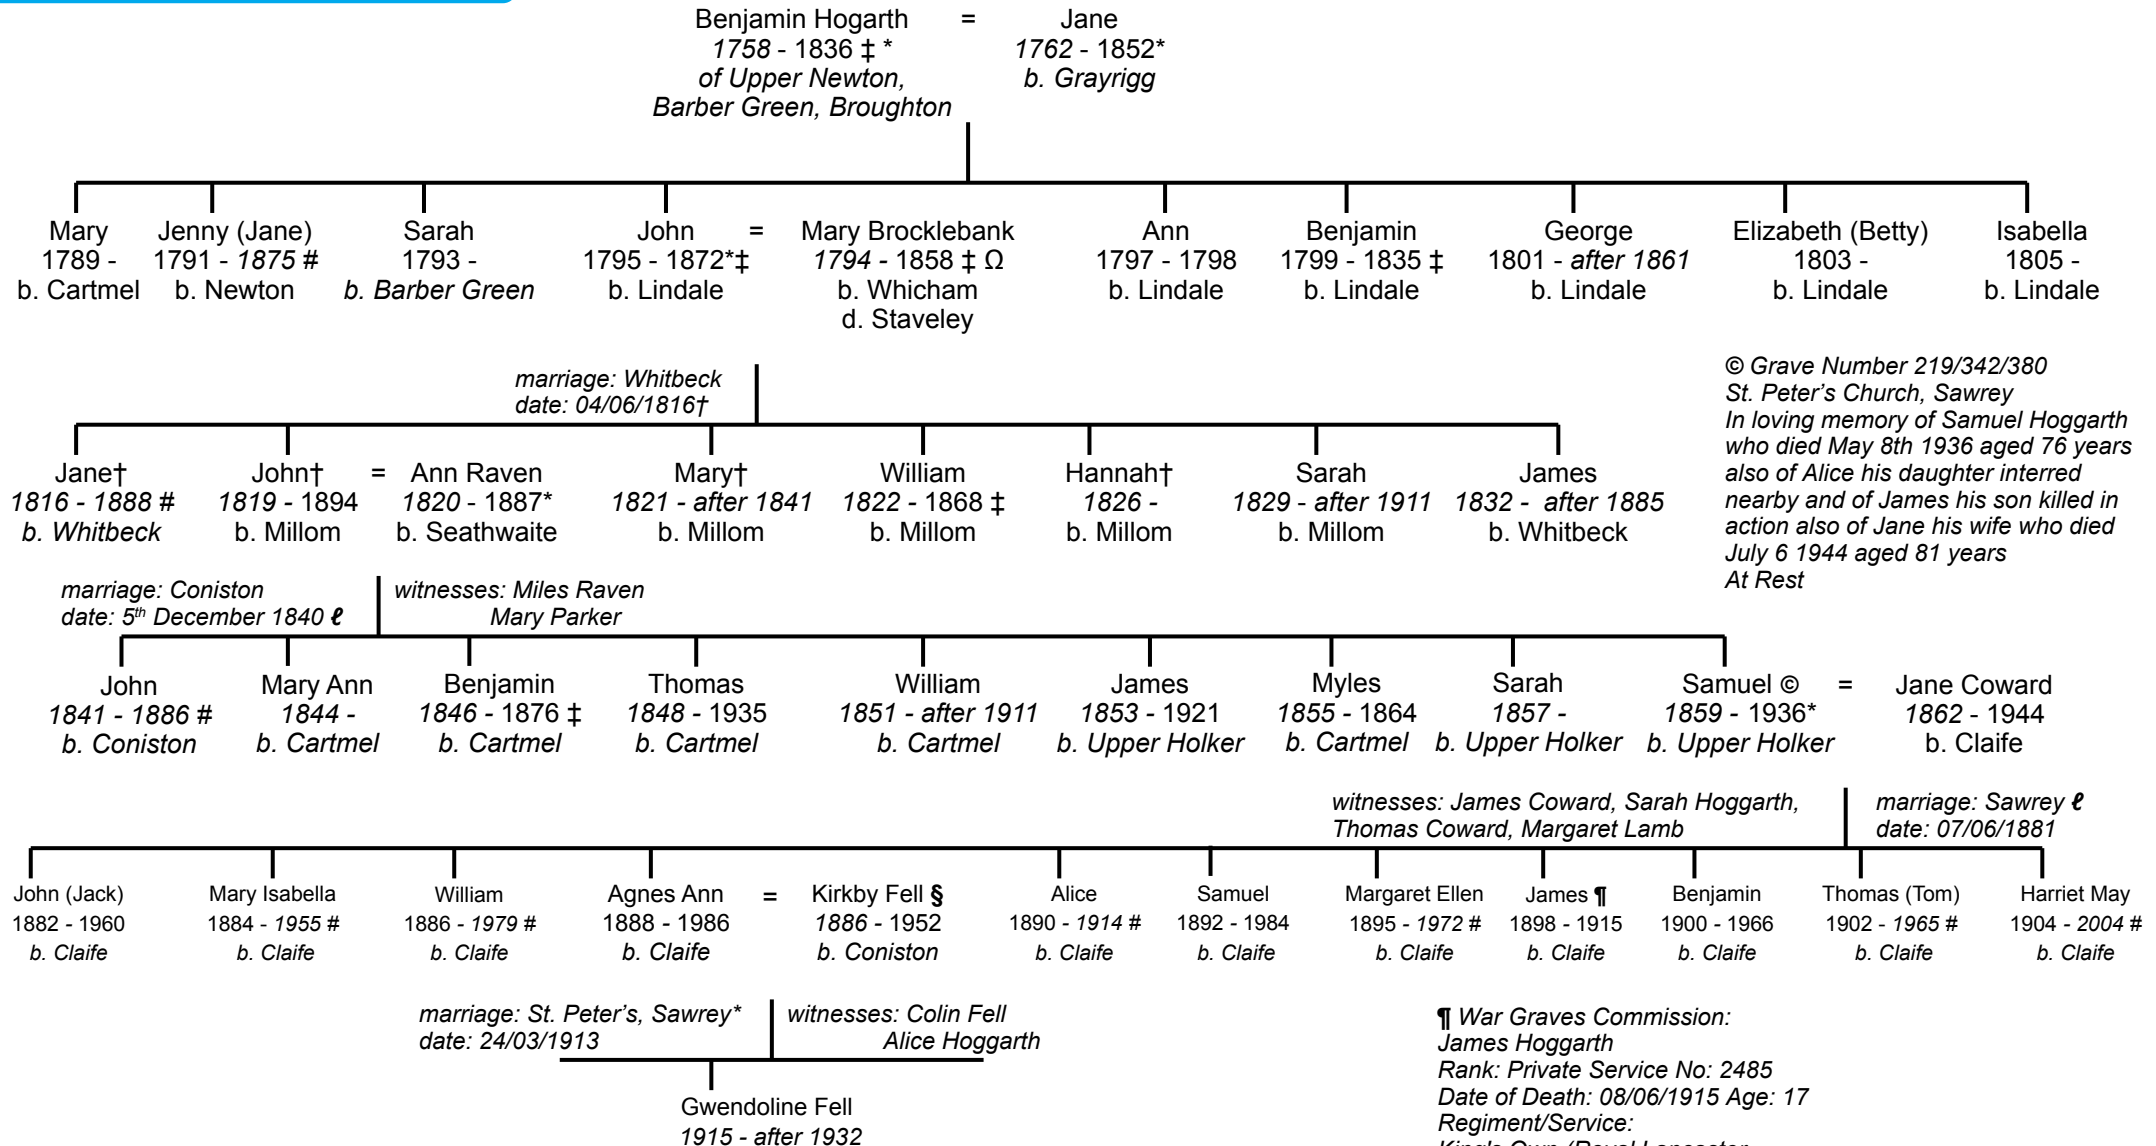 Benjamin Hogarth = Jane
1758 - 1836 ‡ * 1762 - 1852*
of Upper Newton, b. Grayrigg
Barber Green, Broughton
Mary Jenny (Jane) Sarah John = Mary Brocklebank Ann Benjamin George Elizabeth (Betty) Isabella
1789 - 1791 - 1875 # 1793 - 1795 - 1872*‡ 1794 - 1858 ‡ Ω 1797 - 1798 1799 - 1835 ‡ 1801 - after 1861 1803 - 1805 -
b. Cartmel b. Newton b. Barber Green b. Lindale b. Whicham b. Lindale b. Lindale b. Lindale b. Lindale b. Lindale
d. Staveley
marriage: Whitbeck
date: 04/06/1816†
© Grave Number 219/342/380
St. Peter's Church, Sawrey
In loving memory of Samuel Hoggarth
who died May 8th 1936 aged 76 years
also of Alice his daughter interred
nearby and of James his son killed in
action also of Jane his wife who died
July 6 1944 aged 81 years
At Rest
Jane† John† = Ann Raven Mary† William Hannah† Sarah James
1816 - 1888 # 1819 - 1894 1820 - 1887* 1821 - after 1841 1822 - 1868 ‡ 1826 - 1829 - after 1911 1832 - after 1885
b. Whitbeck b. Millom b. Seathwaite b. Millom b. Millom b. Millom b. Millom b. Whitbeck
marriage: Coniston witnesses: Miles Raven
date: 5th December 1840 ℓ Mary Parker
John Mary Ann Benjamin Thomas William James Myles Sarah Samuel © = Jane Coward
1841 - 1886 # 1844 - 1846 - 1876 ‡ 1848 - 1935 1851 - after 1911 1853 - 1921 1855 - 1864 1857 - 1859 - 1936* 1862 - 1944
b. Coniston b. Cartmel b. Cartmel b. Cartmel b. Cartmel b. Upper Holker b. Cartmel b. Upper Holker b. Upper Holker b. Claife
witnesses: James Coward, Sarah Hoggarth, marriage: Sawrey ℓ
Thomas Coward, Margaret Lamb date: 07/06/1881
John (Jack) Mary Isabella William Agnes Ann = Kirkby Fell § Alice Samuel Margaret Ellen James ¶ Benjamin Thomas (Tom) Harriet May
1882 - 1960 1884 - 1955 # 1886 - 1979 # 1888 - 1986 1886 - 1952 1890 - 1914 # 1892 - 1984 1895 - 1972 # 1898 - 1915 1900 - 1966 1902 - 1965 # 1904 - 2004 #
b. Claife b. Claife b. Claife b. Claife b. Coniston b. Claife b. Claife b. Claife b. Claife b. Claife b. Claife b. Claife
marriage: St. Peter's, Sawrey* witnesses: Colin Fell
date: 24/03/1913 Alice Hoggarth
Gwendoline Fell
1915 - after 1932
¶ War Graves Commission:
James Hoggarth
Rank: Private Service No: 2485
Date of Death: 08/06/1915 Age: 17
Regiment/Service:
King's Own (Royal Lancaster